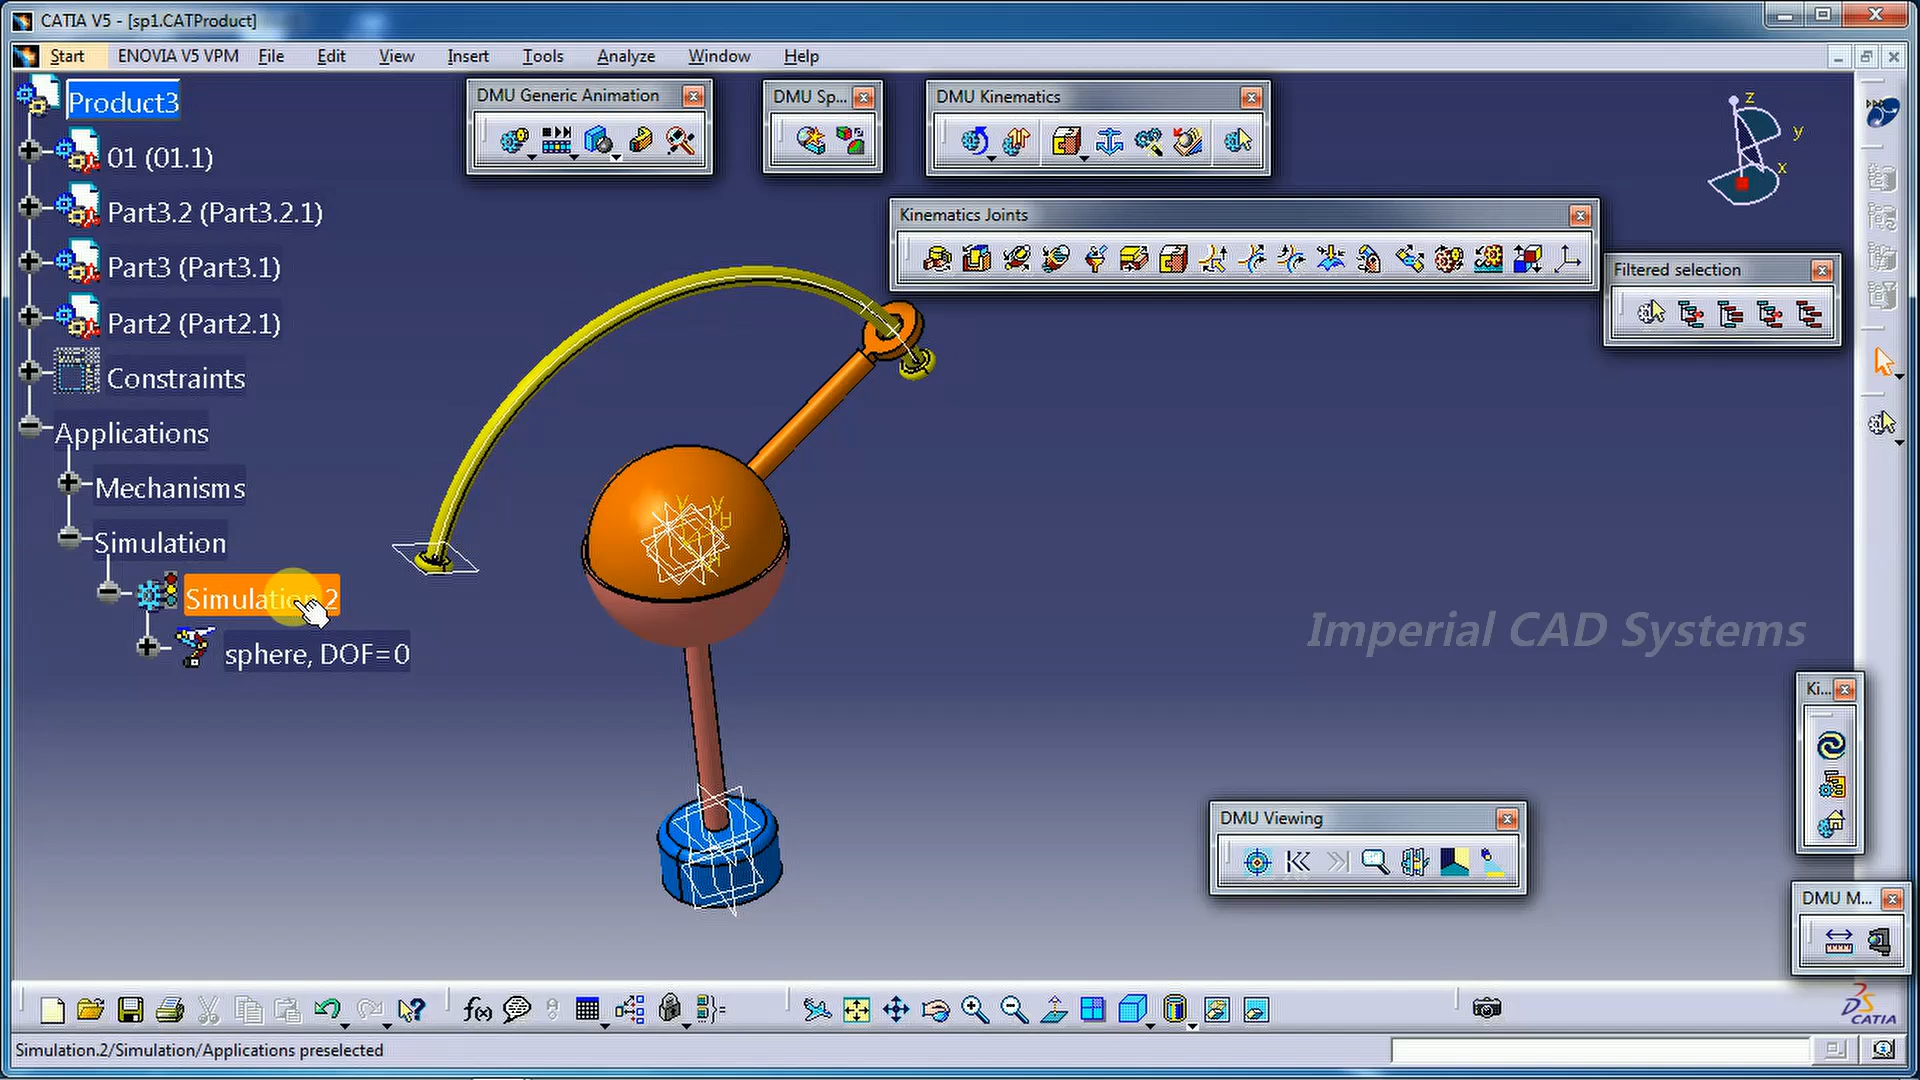 CATIA V5 - [sp1.CATProduct]
Start ENOVIA V5 VPM File Edit View Insert Tools Analyze Window Help
Product3
01 (01.1)
Part3.2 (Part3.2.1)
Part3 (Part3.1)
Part2 (Part2.1)
Constraints
Applications
Mechanisms
Simulation
Simulation.2
sphere, DOF=0
DMU Generic Animation
DMU Sp...
DMU Kinematics
Kinematics Joints
Filtered selection
z
y
x
Imperial CAD Systems
Ki...
DMU Viewing
DMU M...
f(x)
CATIA
Simulation.2/Simulation/Applications preselected